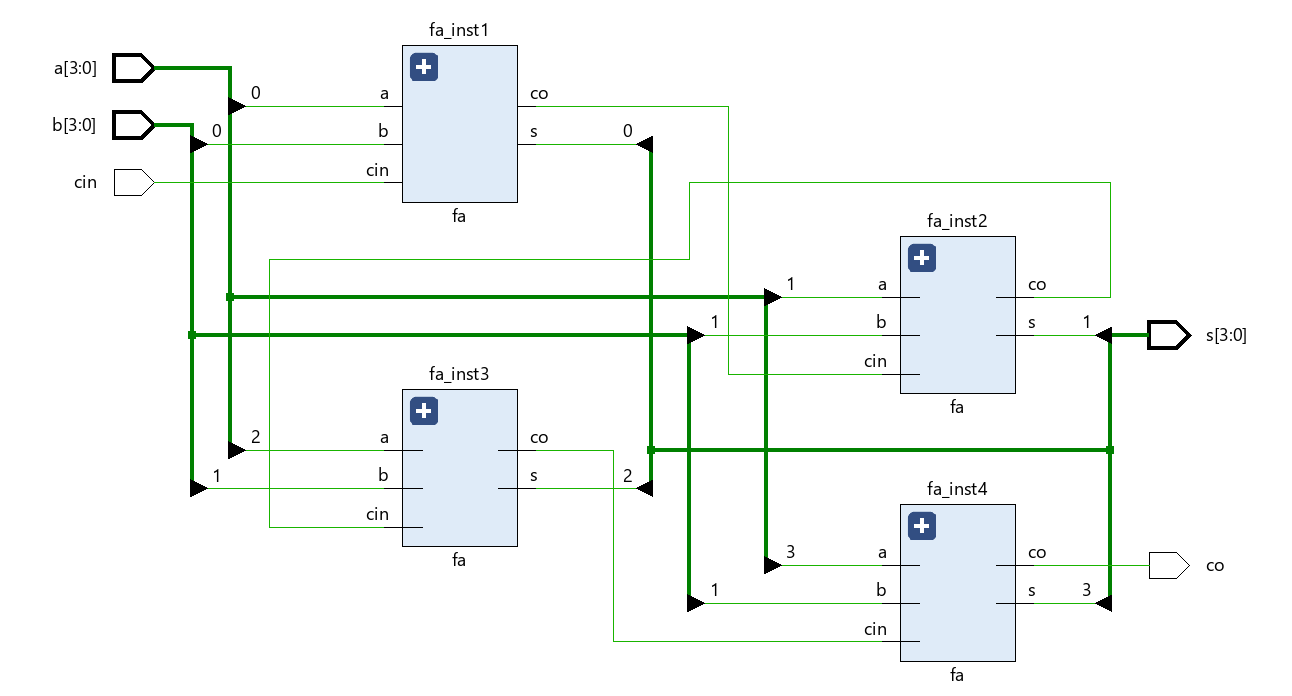 fa_inst1
a[3:0]
0
a
co
b[3:0]
0
b
s
0
cin
cin
fa
fa_inst2
1
a
co
1
b
s
1
s[3:0]
cin
fa_inst3
fa
2
a
co
1
b
s
2
fa_inst4
cin
3
a
co
co
fa
1
b
s
3
cin
fa